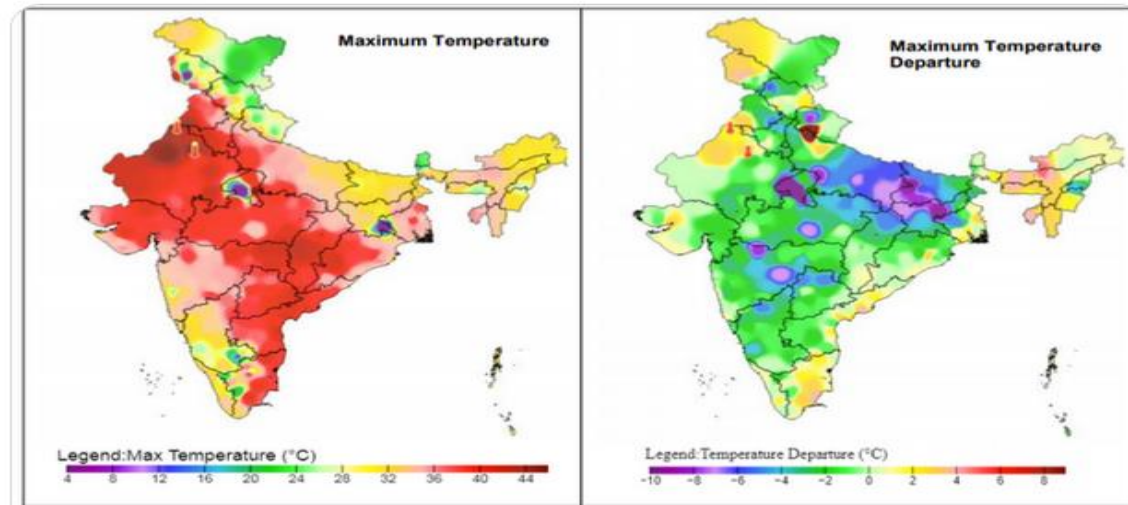 Maximum Temperature
Legend:Max Temperature (°C)
4 8 12 16 20 24 28 32 36 40 44
Maximum Temperature
Departure
Legend:Temperature Departure (°C)
−10 −8 −6 −4 −2 0 2 4 6 8